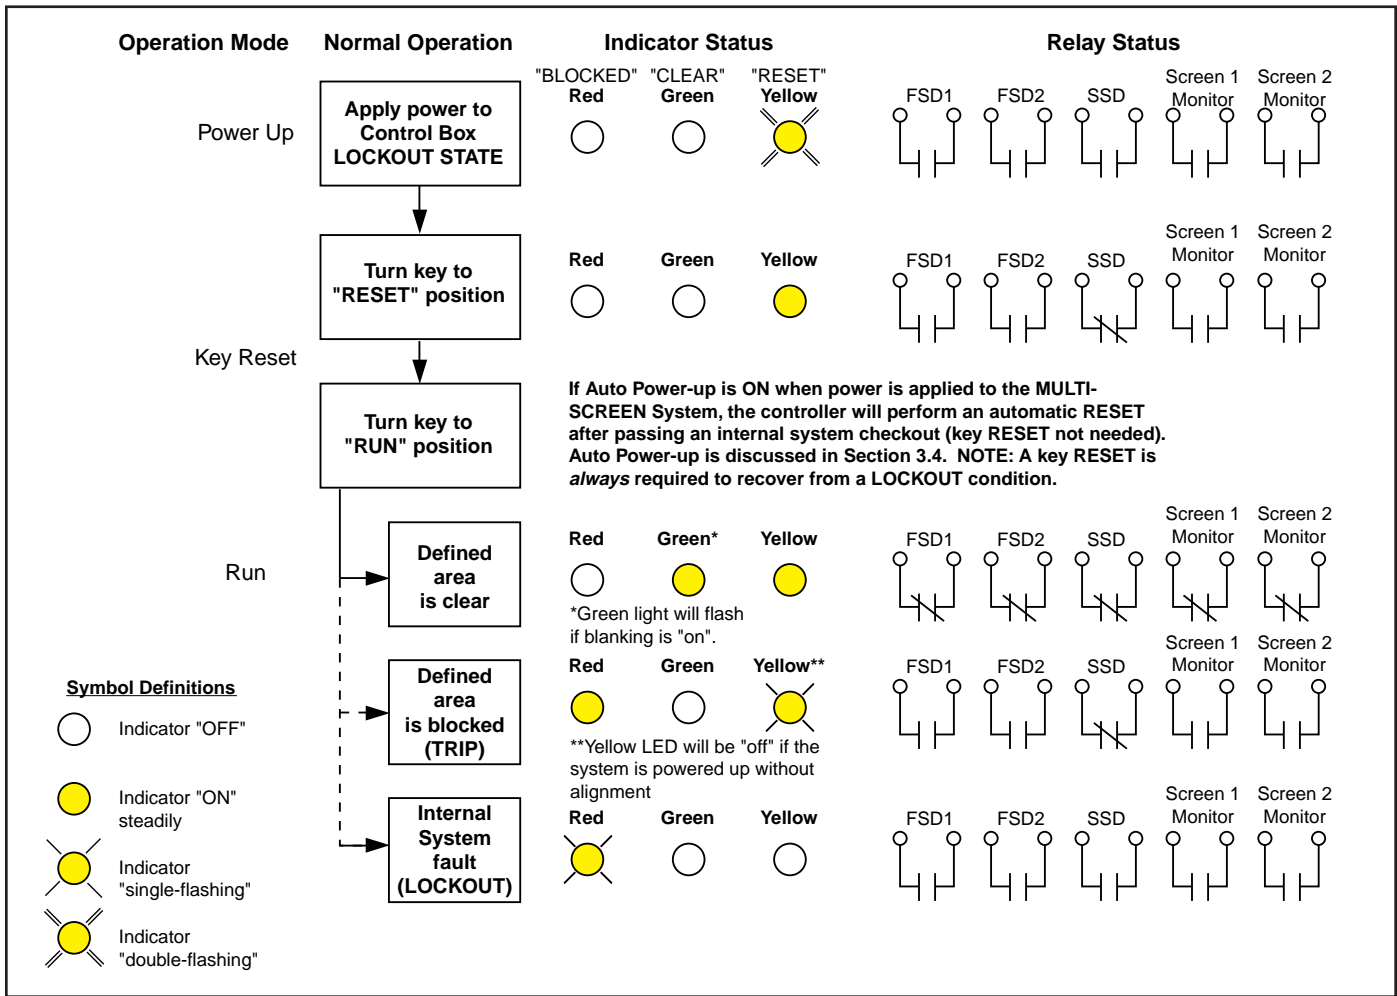 Operation Mode Normal Operation Indicator Status Relay Status
"BLOCKED" "CLEAR" "RESET"
Red Green Yellow
Screen 1 Screen 2
FSD1 FSD2 SSD Monitor Monitor
Power Up
Apply power to
Control Box
LOCKOUT STATE
Turn key to
"RESET" position
Red Green Yellow
Screen 1 Screen 2
FSD1 FSD2 SSD Monitor Monitor
Key Reset
Turn key to
"RUN" position
If Auto Power-up is ON when power is applied to the MULTI-
SCREEN System, the controller will perform an automatic RESET
after passing an internal system checkout (key RESET not needed).
Auto Power-up is discussed in Section 3.4. NOTE: A key RESET is
always required to recover from a LOCKOUT condition.
Run
Defined
area
is clear
Red Green* Yellow
*Green light will flash
if blanking is "on".
Screen 1 Screen 2
FSD1 FSD2 SSD Monitor Monitor
Defined
area
is blocked
(TRIP)
Red Green Yellow**
**Yellow LED will be "off" if the
system is powered up without
alignment
Screen 1 Screen 2
FSD1 FSD2 SSD Monitor Monitor
Internal
System
fault
(LOCKOUT)
Red Green Yellow
Screen 1 Screen 2
FSD1 FSD2 SSD Monitor Monitor
Symbol Definitions
Indicator "OFF"
Indicator "ON"
steadily
Indicator
"single-flashing"
Indicator
"double-flashing"